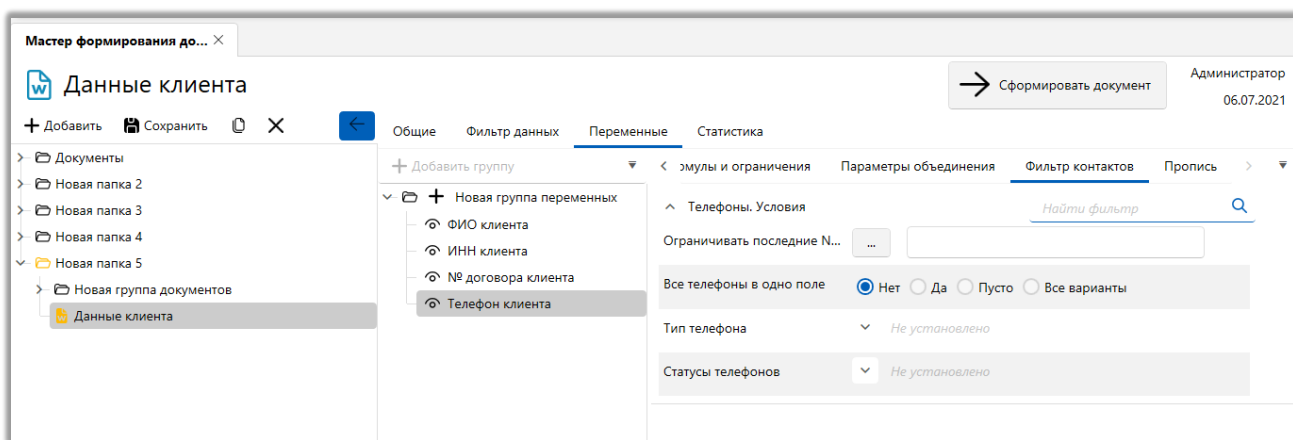 Мастер формирования до...
Данные клиента
Сформировать документ
Администратор
06.07.2021
Добавить Сохранить
Общие Фильтр данных Переменные Статистика
Документы
Новая папка 2
Новая папка 3
Новая папка 4
Новая папка 5
Новая группа документов
Данные клиента
Добавить группу
Новая группа переменных
ФИО клиента
ИНН клиента
№ договора клиента
Телефон клиента
рмулы и ограничения Параметры объединения Фильтр контактов Пропись
Телефоны. Условия Найти фильтр
Ограничивать последние N... ...
Все телефоны в одно поле Нет Да Пусто Все варианты
Тип телефона Не установлено
Статусы телефонов Не установлено